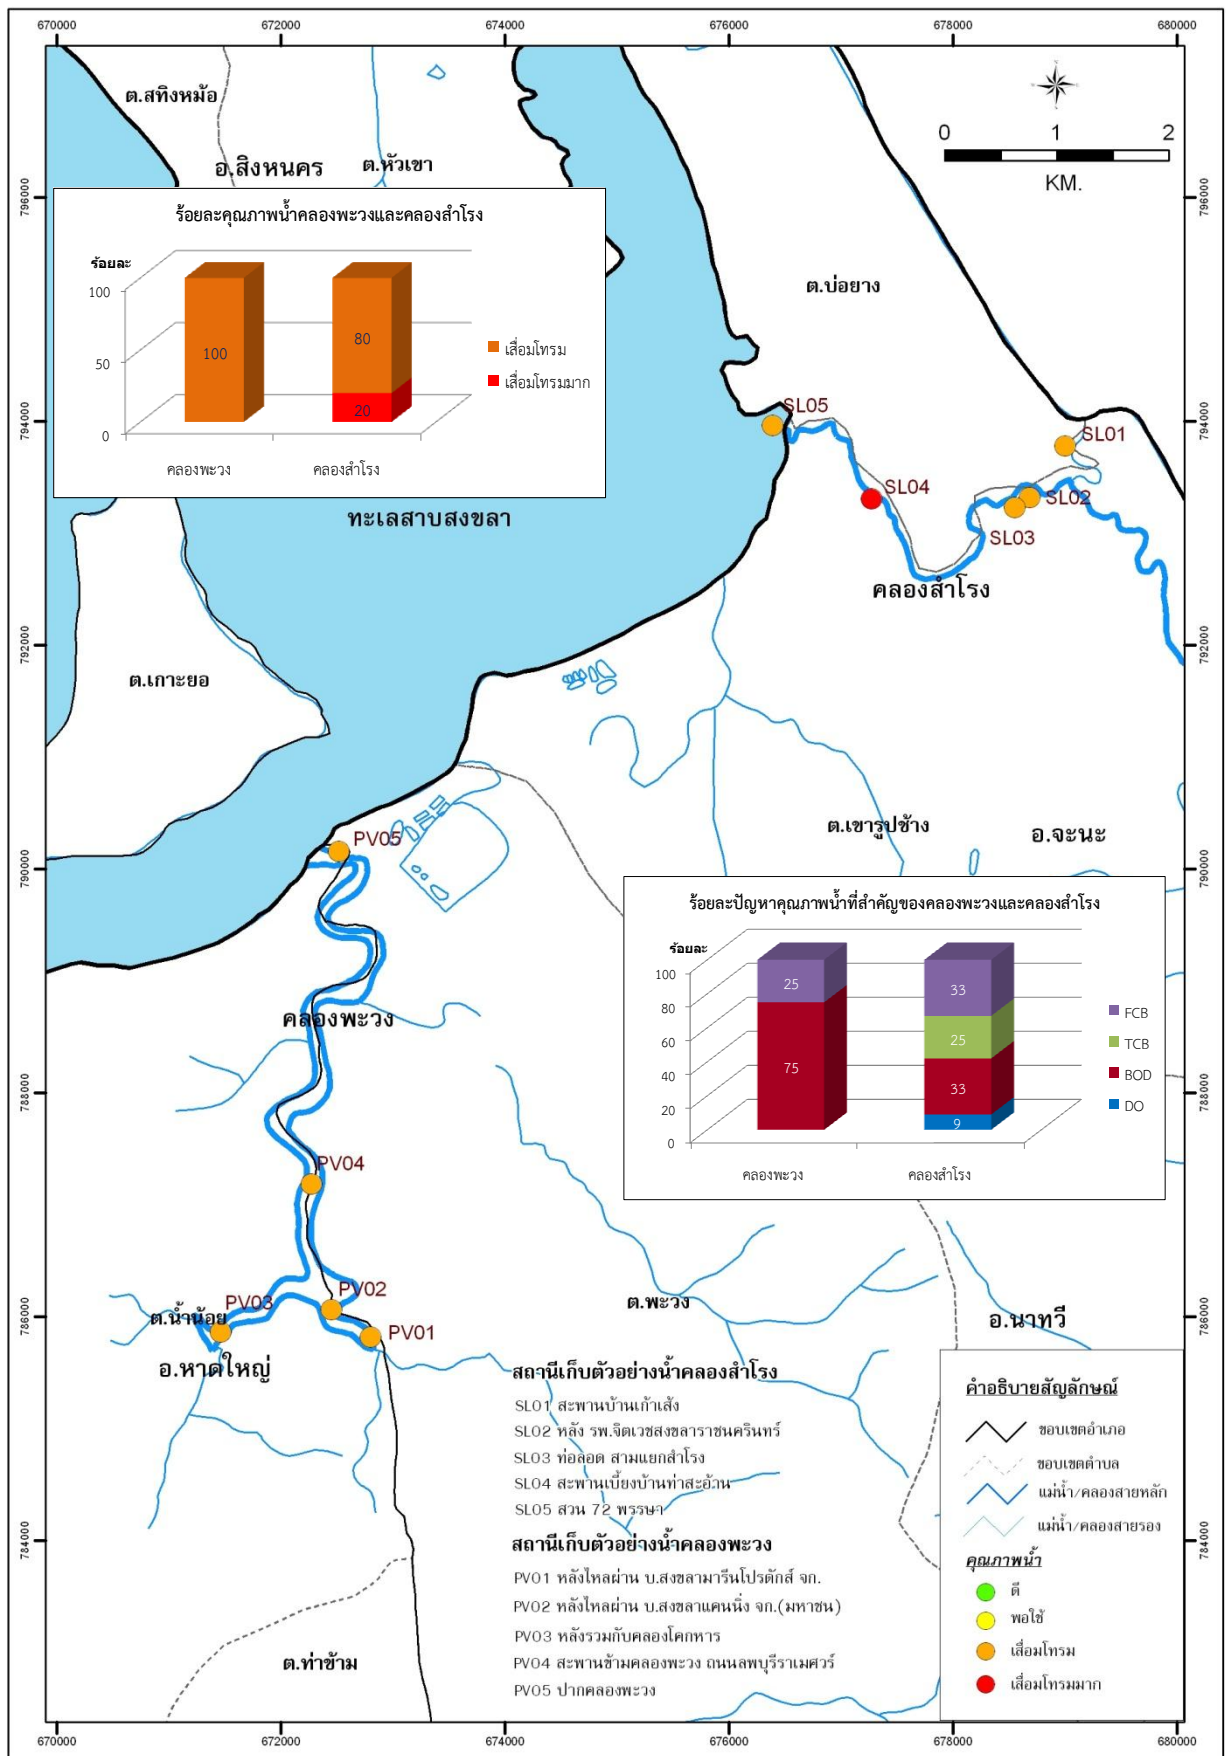 670000 672000 674000 676000 678000 680000
ต.สทิงหม้อ
อ.สิงหนคร
ต.หัวเขา
0 1 2
KM.
796000
796000
ร้อยละคุณภาพน้ำคลองพะวงและคลองสำโรง
ร้อยละ
100
50
0
100
80
20
เสื่อมโทรม
เสื่อมโทรมมาก
คลองพะวง คลองสำโรง
ต.บ่อยาง
794000
794000
SL05
SL01
SL04
SL02
SL03
ทะเลสาบสงขลา
คลองสำโรง
792000
792000
ต.เกาะยอ
ต.เขารูปช้าง
อ.จะนะ
PV05
790000
790000
ร้อยละปัญหาคุณภาพน้ำที่สำคัญของคลองพะวงและคลองสำโรง
ร้อยละ
100
80
60
40
20
0
25
75
33
25
33
9
FCB
TCB
BOD
DO
คลองพะวง คลองสำโรง
คลองพะวง
788000
788000
PV04
PV02
PV03
PV01
ต.น้ำน้อย
อ.หาดใหญ่
ต.พะวง
อ.นาทวี
786000
786000
สถานีเก็บตัวอย่างน้ำคลองสำโรง
SL01 สะพานบ้านเก้าเส้ง
SL02 หลัง รพ.จิตเวชสงขลาราชนครินทร์
SL03 ท่อลอด สามแยกสำโรง
SL04 สะพานเบี้ยงบ้านท่าสะอ้าน
SL05 สวน 72 พรรษา
สถานีเก็บตัวอย่างน้ำคลองพะวง
PV01 หลังไหลผ่าน บ.สงขลามารีนโปรดักส์ จก.
PV02 หลังไหลผ่าน บ.สงขลาแคนนิ่ง จก.(มหาชน)
PV03 หลังรวมกับคลองโคกหาร
PV04 สะพานข้ามคลองพะวง ถนนลพบุรีราเมศวร์
PV05 ปากคลองพะวง
784000
784000
ต.ท่าข้าม
คำอธิบายสัญลักษณ์
ขอบเขตอำเภอ
ขอบเขตตำบล
แม่น้ำ/คลองสายหลัก
แม่น้ำ/คลองสายรอง
คุณภาพน้ำ
ดี
พอใช้
เสื่อมโทรม
เสื่อมโทรมมาก
670000 672000 674000 676000 678000 680000